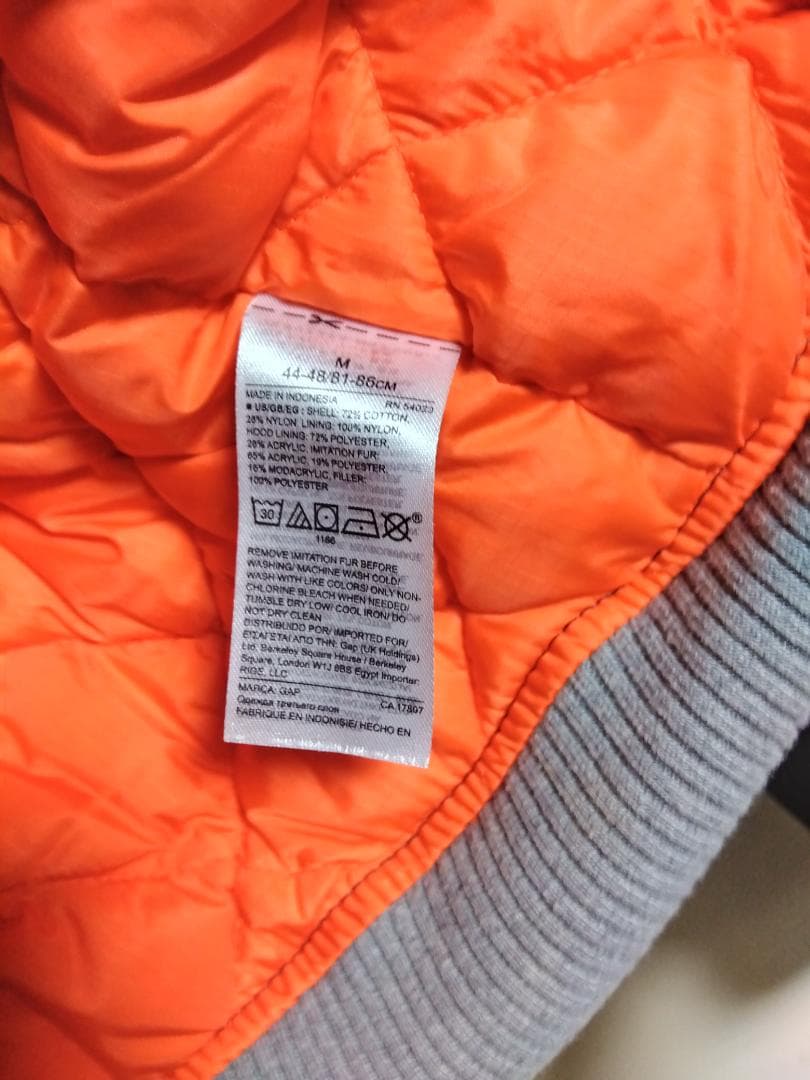 M
44-48/81-86CM
MADE IN INDONESIA RN 54023
■ US/GB/EG : SHELL: 72% COTTON,
28% NYLON, LINING: 100% NYLON,
HOOD LINING: 72% POLYESTER,
28% ACRYLIC, IMITATION FUR:
65% ACRYLIC, 19% POLYESTER,
16% MODACRYLIC, FILLER:
100% POLYESTER
30
®
1166
REMOVE IMITATION FUR BEFORE
WASHING/ MACHINE WASH COLD/
WASH WITH LIKE COLORS/ ONLY NON-
CHLORINE BLEACH WHEN NEEDED/
TUMBLE DRY LOW/ COOL IRON/ DO
NOT DRY CLEAN
DISTRIBUIDO POR/ IMPORTED FOR/
ΕΙΣΑΓΕΤΑΙ ΑΠΟ ΤΗΝ: Gap (UK Holdings)
Ltd, Berkeley Square House / Berkeley
Square, London W1J 6BS Egypt Importer:
RIGE, LLC
MARCA: GAP
Одежда третьего слоя CA 17897
FABRIQUE EN INDONISIE/ HECHO EN